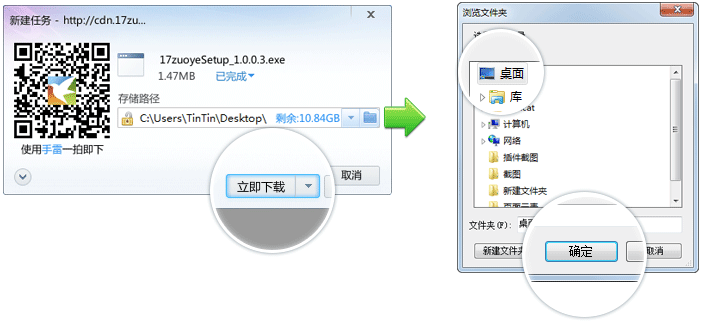 新建任务 - http://cdn.17zu...
17zuoyeSetup_1.0.0.3.exe
1.47MB 已完成
存储路径
C:\Users\TinTin\Desktop\ 剩余:10.84GB
使用手雷一拍即下
立即下载
取消
浏览文件夹
桌面
库
计算机
网络
插件截图
截图
新建文件夹
文件夹(F): 桌面
新建文件夹
确定
取消